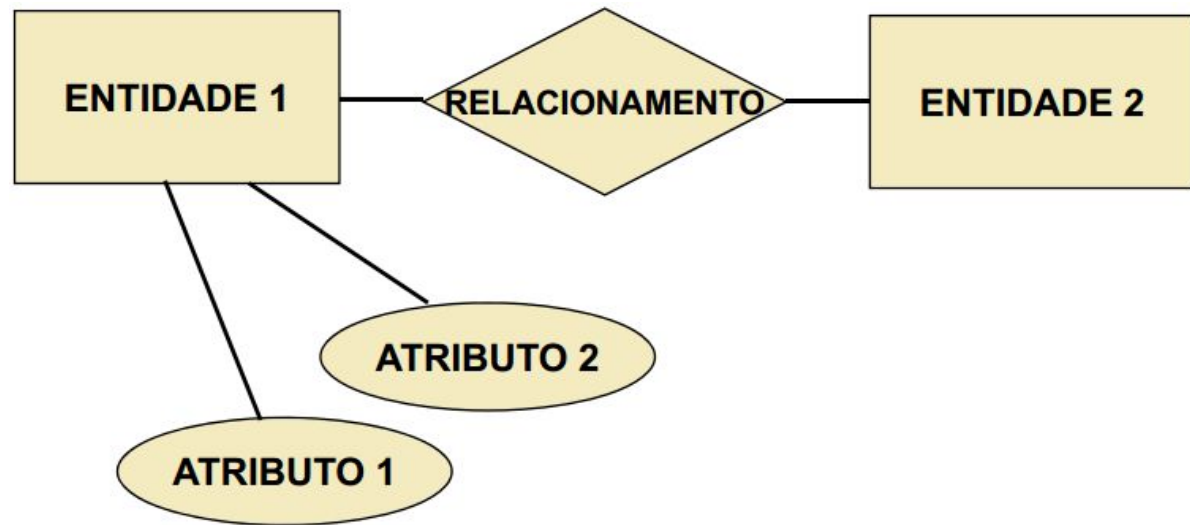 ENTIDADE 1
RELACIONAMENTO
ENTIDADE 2
ATRIBUTO 2
ATRIBUTO 1